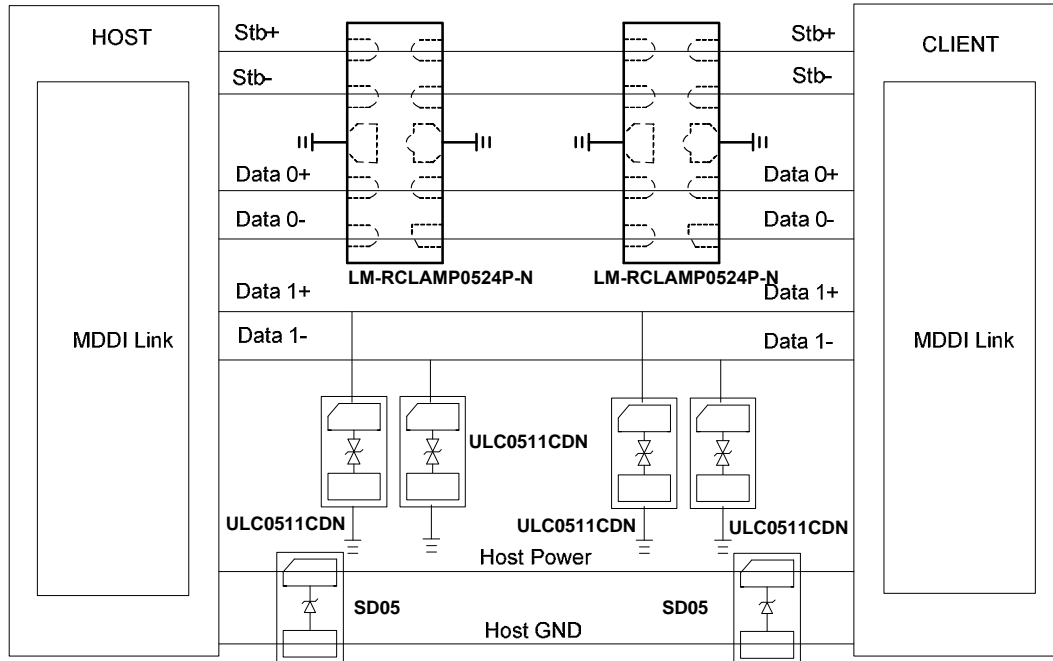 HOST
Stb+
Stb+
CLIENT
Stb-
Stb-
Data 0+
Data 0+
Data 0-
Data 0-
LM-RCLAMP0524P-N
LM-RCLAMP0524P-N
Data 1+
Data 1+
MDDI Link
Data 1-
Data 1-
MDDI Link
ULC0511CDN
ULC0511CDN
ULC0511CDN
ULC0511CDN
Host Power
SD05
SD05
Host GND